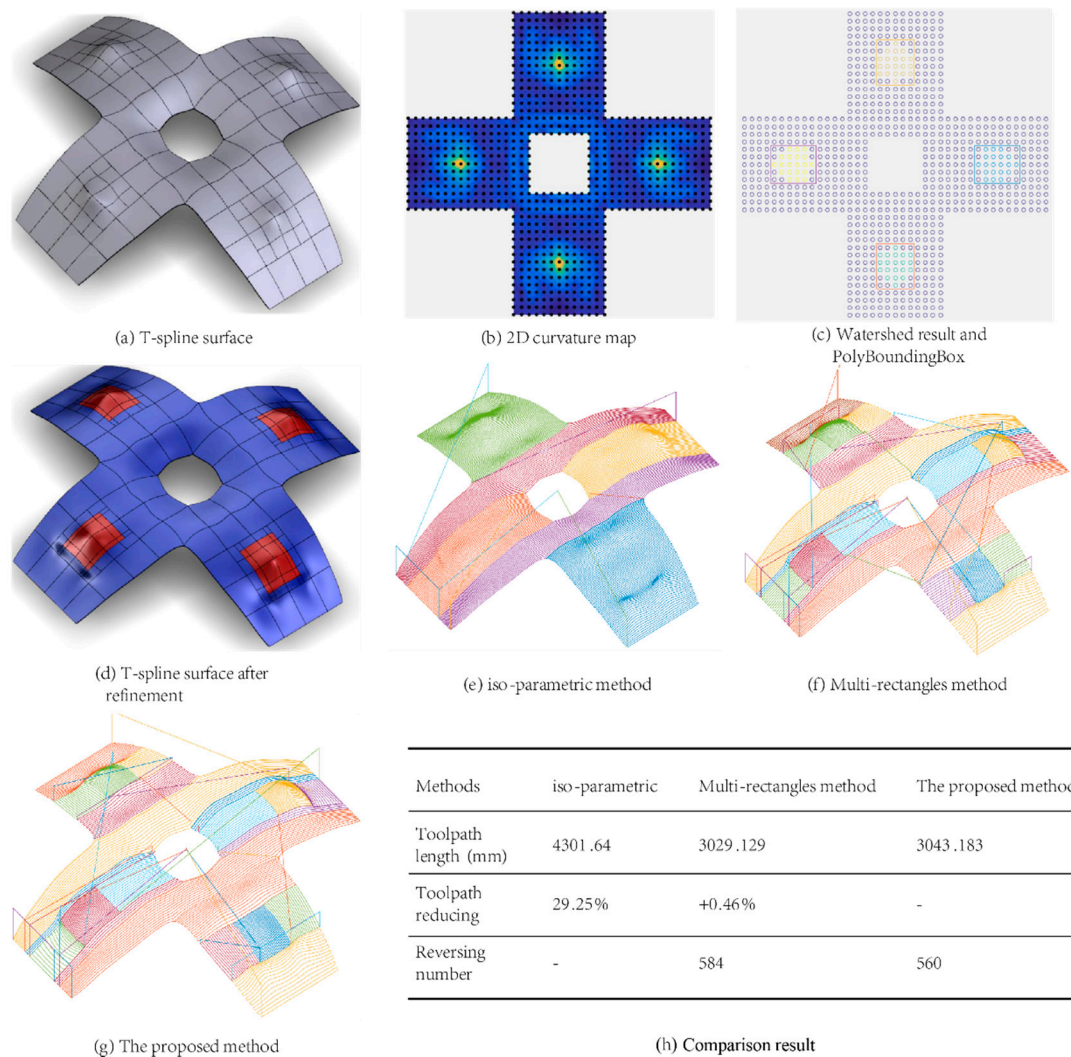 (a) T-spline surface
(b) 2D curvature map
(c) Watershed result and
PolyBoundingBox
(d) T-spline surface after
refinement
(e) iso-parametric method
(f) Multi-rectangles method
(g) The proposed method
Methods iso-parametric Multi-rectangles method The proposed method
Toolpath
length (mm) 4301.64 3029.129 3043.183
Toolpath
reducing 29.25% +0.46% -
Reversing
number - 584 560
(h) Comparison result